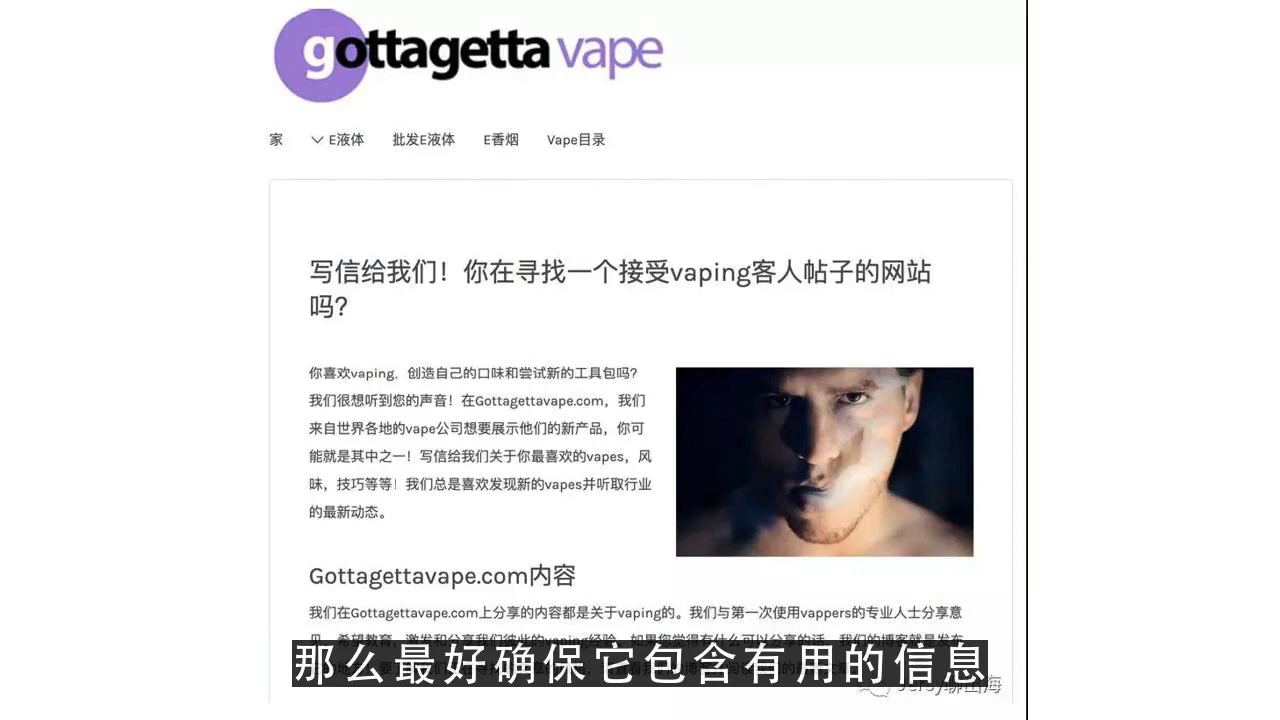 gottagetta vape
家 E液体 批发E液体 E香烟 Vape目录
写信给我们！你在寻找一个接受vaping客人帖子的网站
吗？
你喜欢vaping，创造自己的口味和尝试新的工具包吗？
我们很想听到您的声音！在Gottagettavape.com，我们
来自世界各地的vape公司想要展示他们的新产品，你可
能就是其中之一！写信给我们关于你最喜欢的vapes，风
味，技巧等等！我们总是喜欢发现新的vapes并听取行业
的最新动态。
Gottagettavape.com内容
我们在Gottagettavape.com上分享的内容都是关于vaping的。我们与第一次使用vappers的专业人士分享意
那么最好确保它包含有用的信息